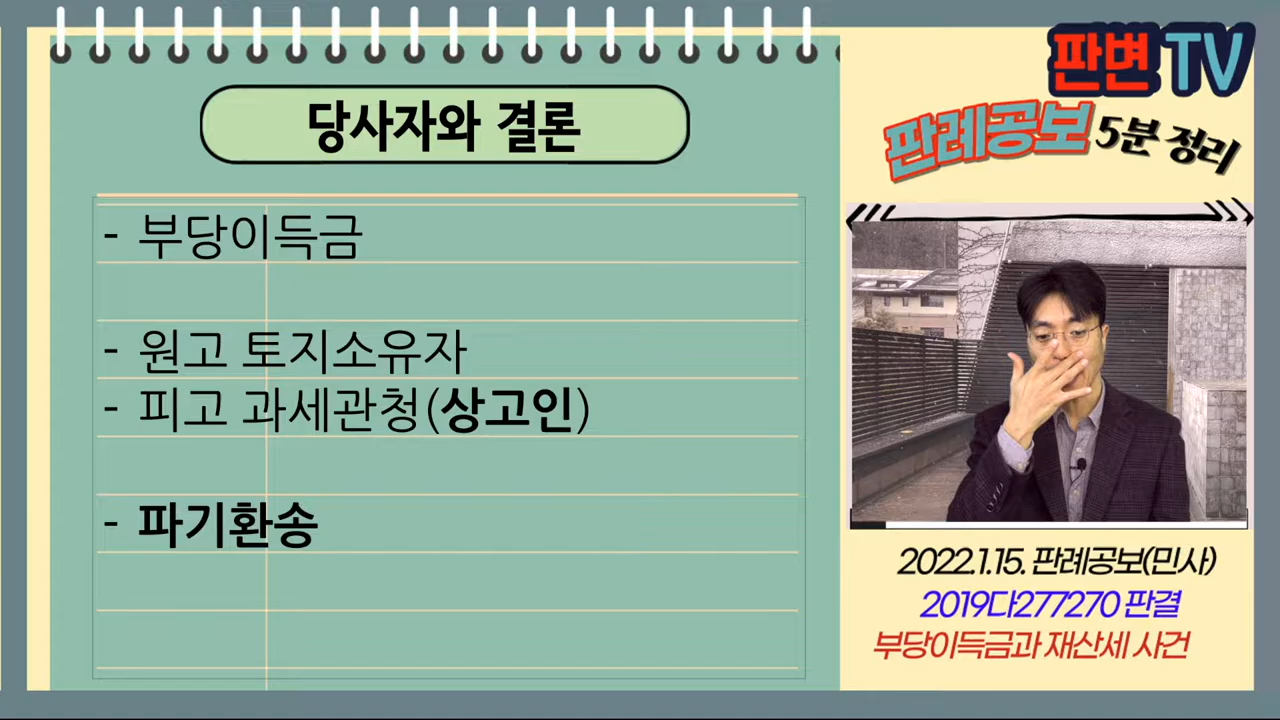 당사자와 결론
- 부당이득금
- 원고 토지소유자
- 피고 과세관청(상고인)
- 파기환송
판변 TV
판례공보 5분 정리
2022.1.15. 판례공보(민사)
2019다277270 판결
부당이득금과 재산세 사건